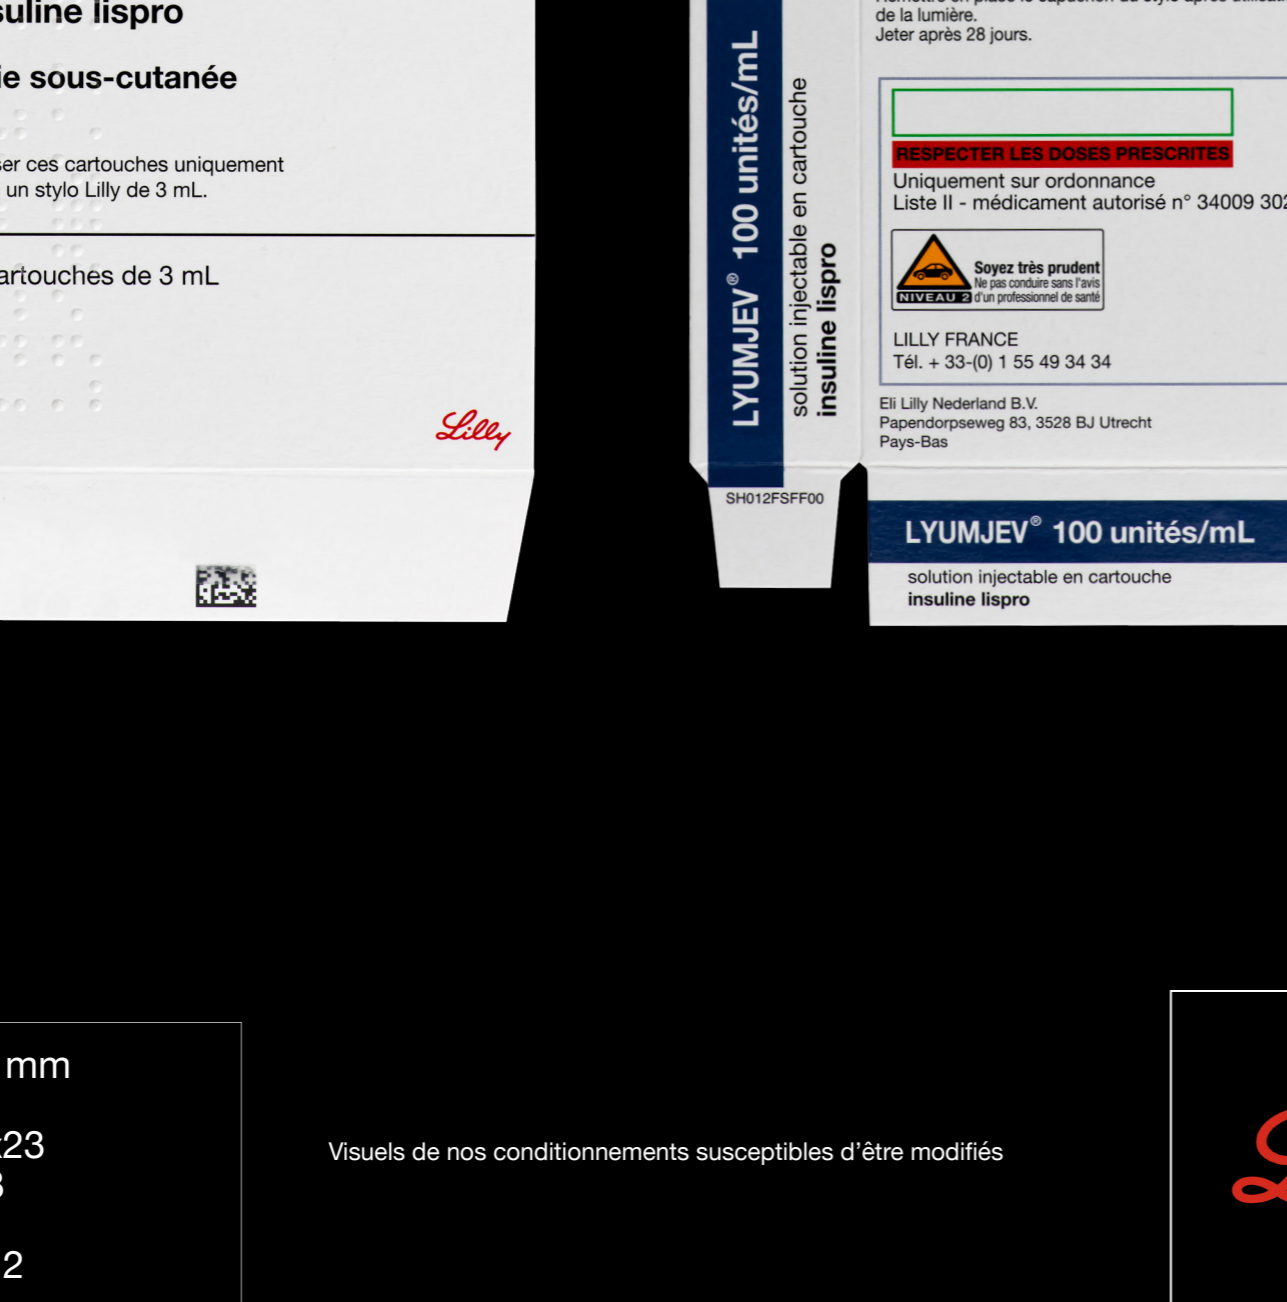 suline lispro
ie sous-cutanée
ser ces cartouches uniquement
un stylo Lilly de 3 mL.
artouches de 3 mL
Lilly
LYUMJEV® 100 unités/mL
solution injectable en cartouche
insuline lispro
SH012FSFF00
de la lumière.
Jeter après 28 jours.
RESPECTER LES DOSES PRESCRITES
Uniquement sur ordonnance
Liste II - médicament autorisé n° 34009 302
Soyez très prudent
Ne pas conduire sans l'avis
d'un professionnel de santé
NIVEAU 2
LILLY FRANCE
Tél. + 33-(0) 1 55 49 34 34
Eli Lilly Nederland B.V.
Papendorpseweg 83, 3528 BJ Utrecht
Pays-Bas
LYUMJEV® 100 unités/mL
solution injectable en cartouche
insuline lispro
mm
x23
3
2
Visuels de nos conditionnements susceptibles d'être modifiés